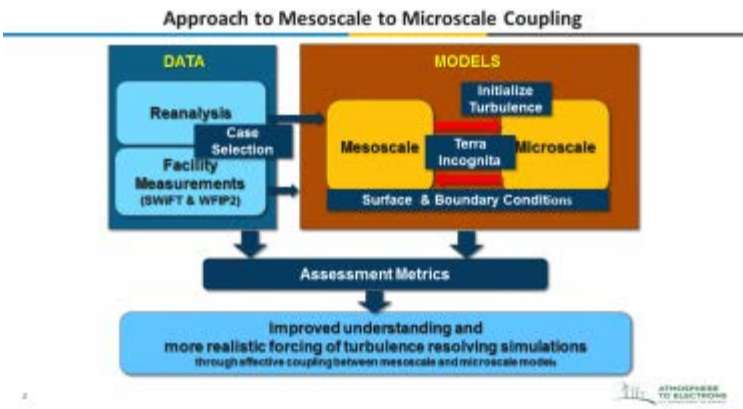 Approach to Mesoscale to Microscale Coupling
DATA
MODELS
Reanalysis
Case
Selection
Facility
Measurements
(SWIFT & WFIP2)
Initialize
Turbulence
Mesoscale
Terra
Incognita
Microscale
Surface & Boundary Conditions
Assessment Metrics
Improved understanding and
more realistic forcing of turbulence resolving simulations
through effective coupling between mesoscale and microscale models
2
ATMOSPHERE
TO ELECTRONS